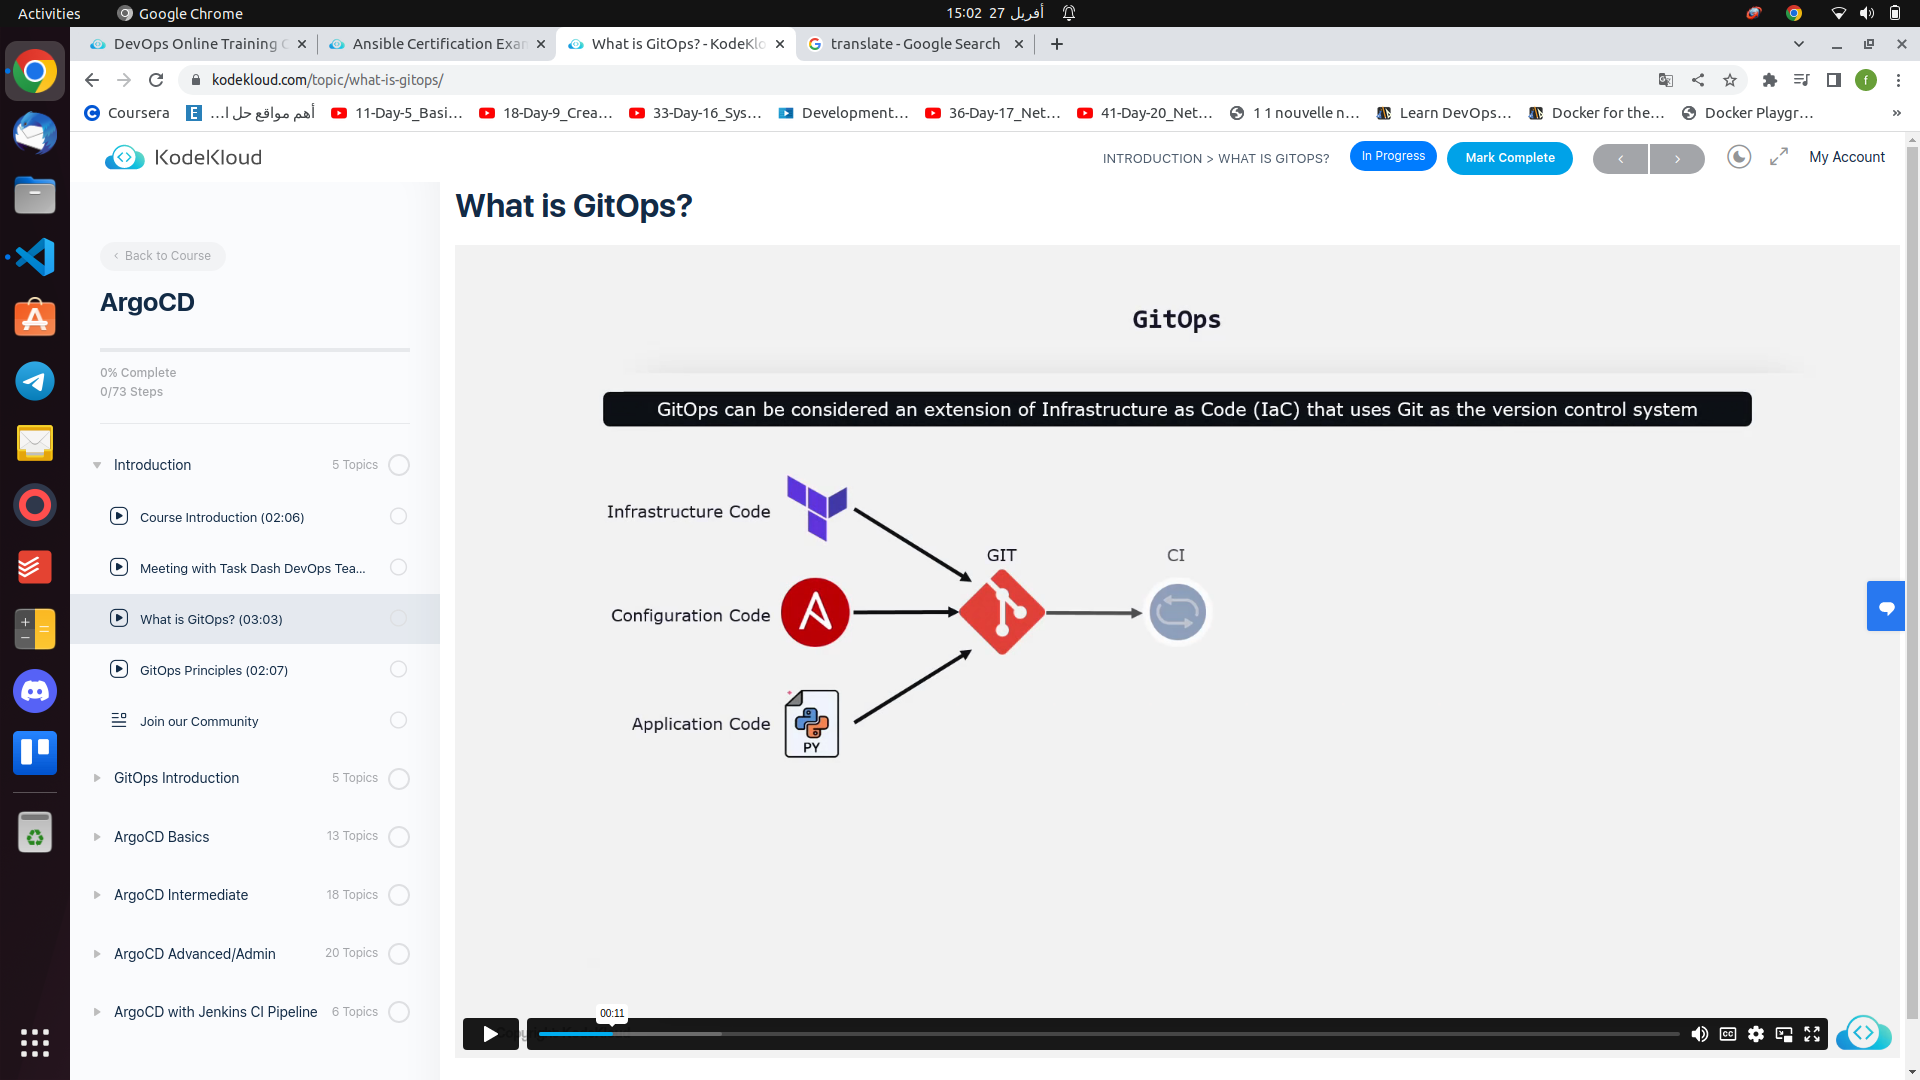 Activities
Google Chrome
15:02 27 أفريل
DevOps Online Training C
Ansible Certification Exan
What is GitOps? - KodeKlo
translate - Google Search
kodekloud.com/topic/what-is-gitops/
f
Coursera
أهم مواقع حل ا...
11-Day-5_Basi...
18-Day-9_Crea...
33-Day-16_Sys...
Development...
36-Day-17_Net...
41-Day-20_Net...
1 1 nouvelle n...
Learn DevOps...
Docker for the...
Docker Playgr...
»
KodeKloud
INTRODUCTION > WHAT IS GITOPS?
In Progress
Mark Complete
My Account
What is GitOps?
Back to Course
ArgoCD
0% Complete
0/73 Steps
Introduction
5 Topics
Course Introduction (02:06)
Meeting with Task Dash DevOps Tea...
What is GitOps? (03:03)
GitOps Principles (02:07)
Join our Community
GitOps Introduction
5 Topics
ArgoCD Basics
13 Topics
ArgoCD Intermediate
18 Topics
ArgoCD Advanced/Admin
20 Topics
ArgoCD with Jenkins CI Pipeline
6 Topics
GitOps
GitOps can be considered an extension of Infrastructure as Code (IaC) that uses Git as the version control system
Infrastructure Code
GIT
CI
Configuration Code
Application Code
PY
00:11
CC